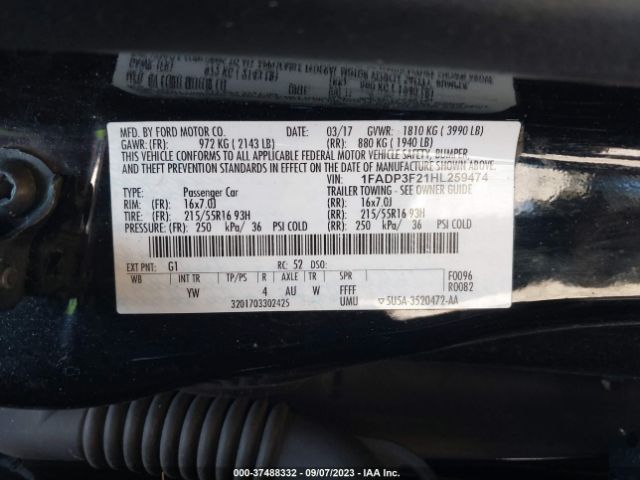 MFD. BY FORD MOTOR CO. DATE: 03/17 GVWR: 1810 KG ( 3990 LB)
GAWR: (FR): 972 KG ( 2143 LB) (RR): 880 KG ( 1940 LB)
THIS VEHICLE CONFORMS TO ALL APPLICABLE FEDERAL MOTOR VEHICLE SAFETY, BUMPER,
AND THEFT PREVENTION STANDARDS IN EFFECT ON THE DATE OF MANUFACTURE SHOWN ABOVE.
VIN: 1FADP3F21HL259474
TYPE: Passenger Car TRAILER TOWING - SEE OWNER GUIDE
RIM: (FR): 16x7.0J (RR): 16x7.0J
TIRE: (FR): 215/55R16 93H (RR): 215/55R16 93H
PRESSURE: (FR): 250 kPa/ 36 PSI COLD (RR): 250 kPa/ 36 PSI COLD
EXT PNT: G1 RC: 52 DSO:
WB INT TR TP/PS R AXLE TR SPR F0096
YW 4 AU W FFFF R0082
3201703302425 UMU ▽5U5A-3520472-AA
320-37488332 - 09/07/2023 - IAA Inc.